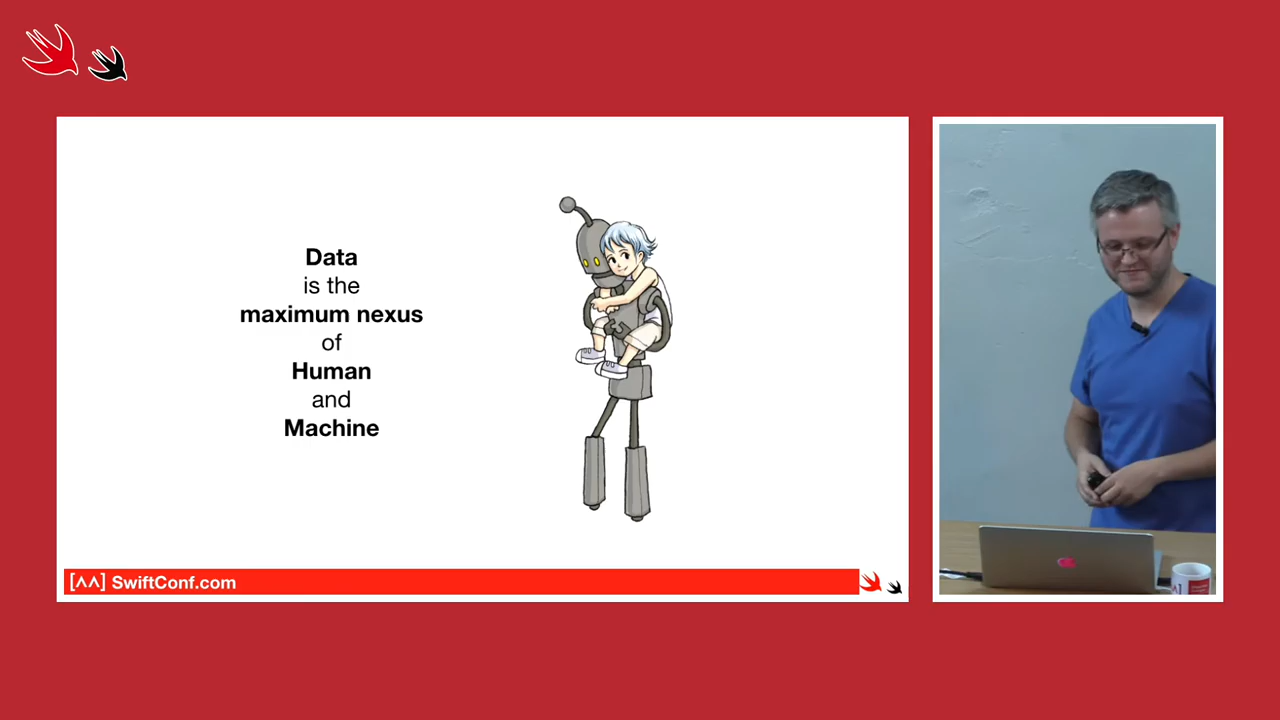 Data
is the
maximum nexus
of
Human
and
Machine
[^^] SwiftConf.com